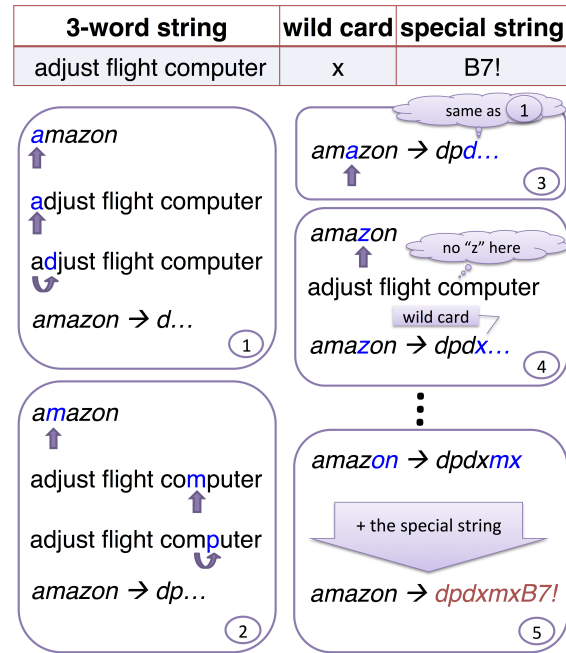 3-word string wild card special string
adjust flight computer x B7!
amazon
adjust flight computer
adjust flight computer
amazon → d...
1
amazon
adjust flight computer
adjust flight computer
amazon → dp...
2
same as 1
amazon → dpd...
3
amazon
no “z” here
adjust flight computer
wild card
amazon → dpdx...
4
amazon → dpdxmx
+ the special string
amazon → dpdxmxB7!
5